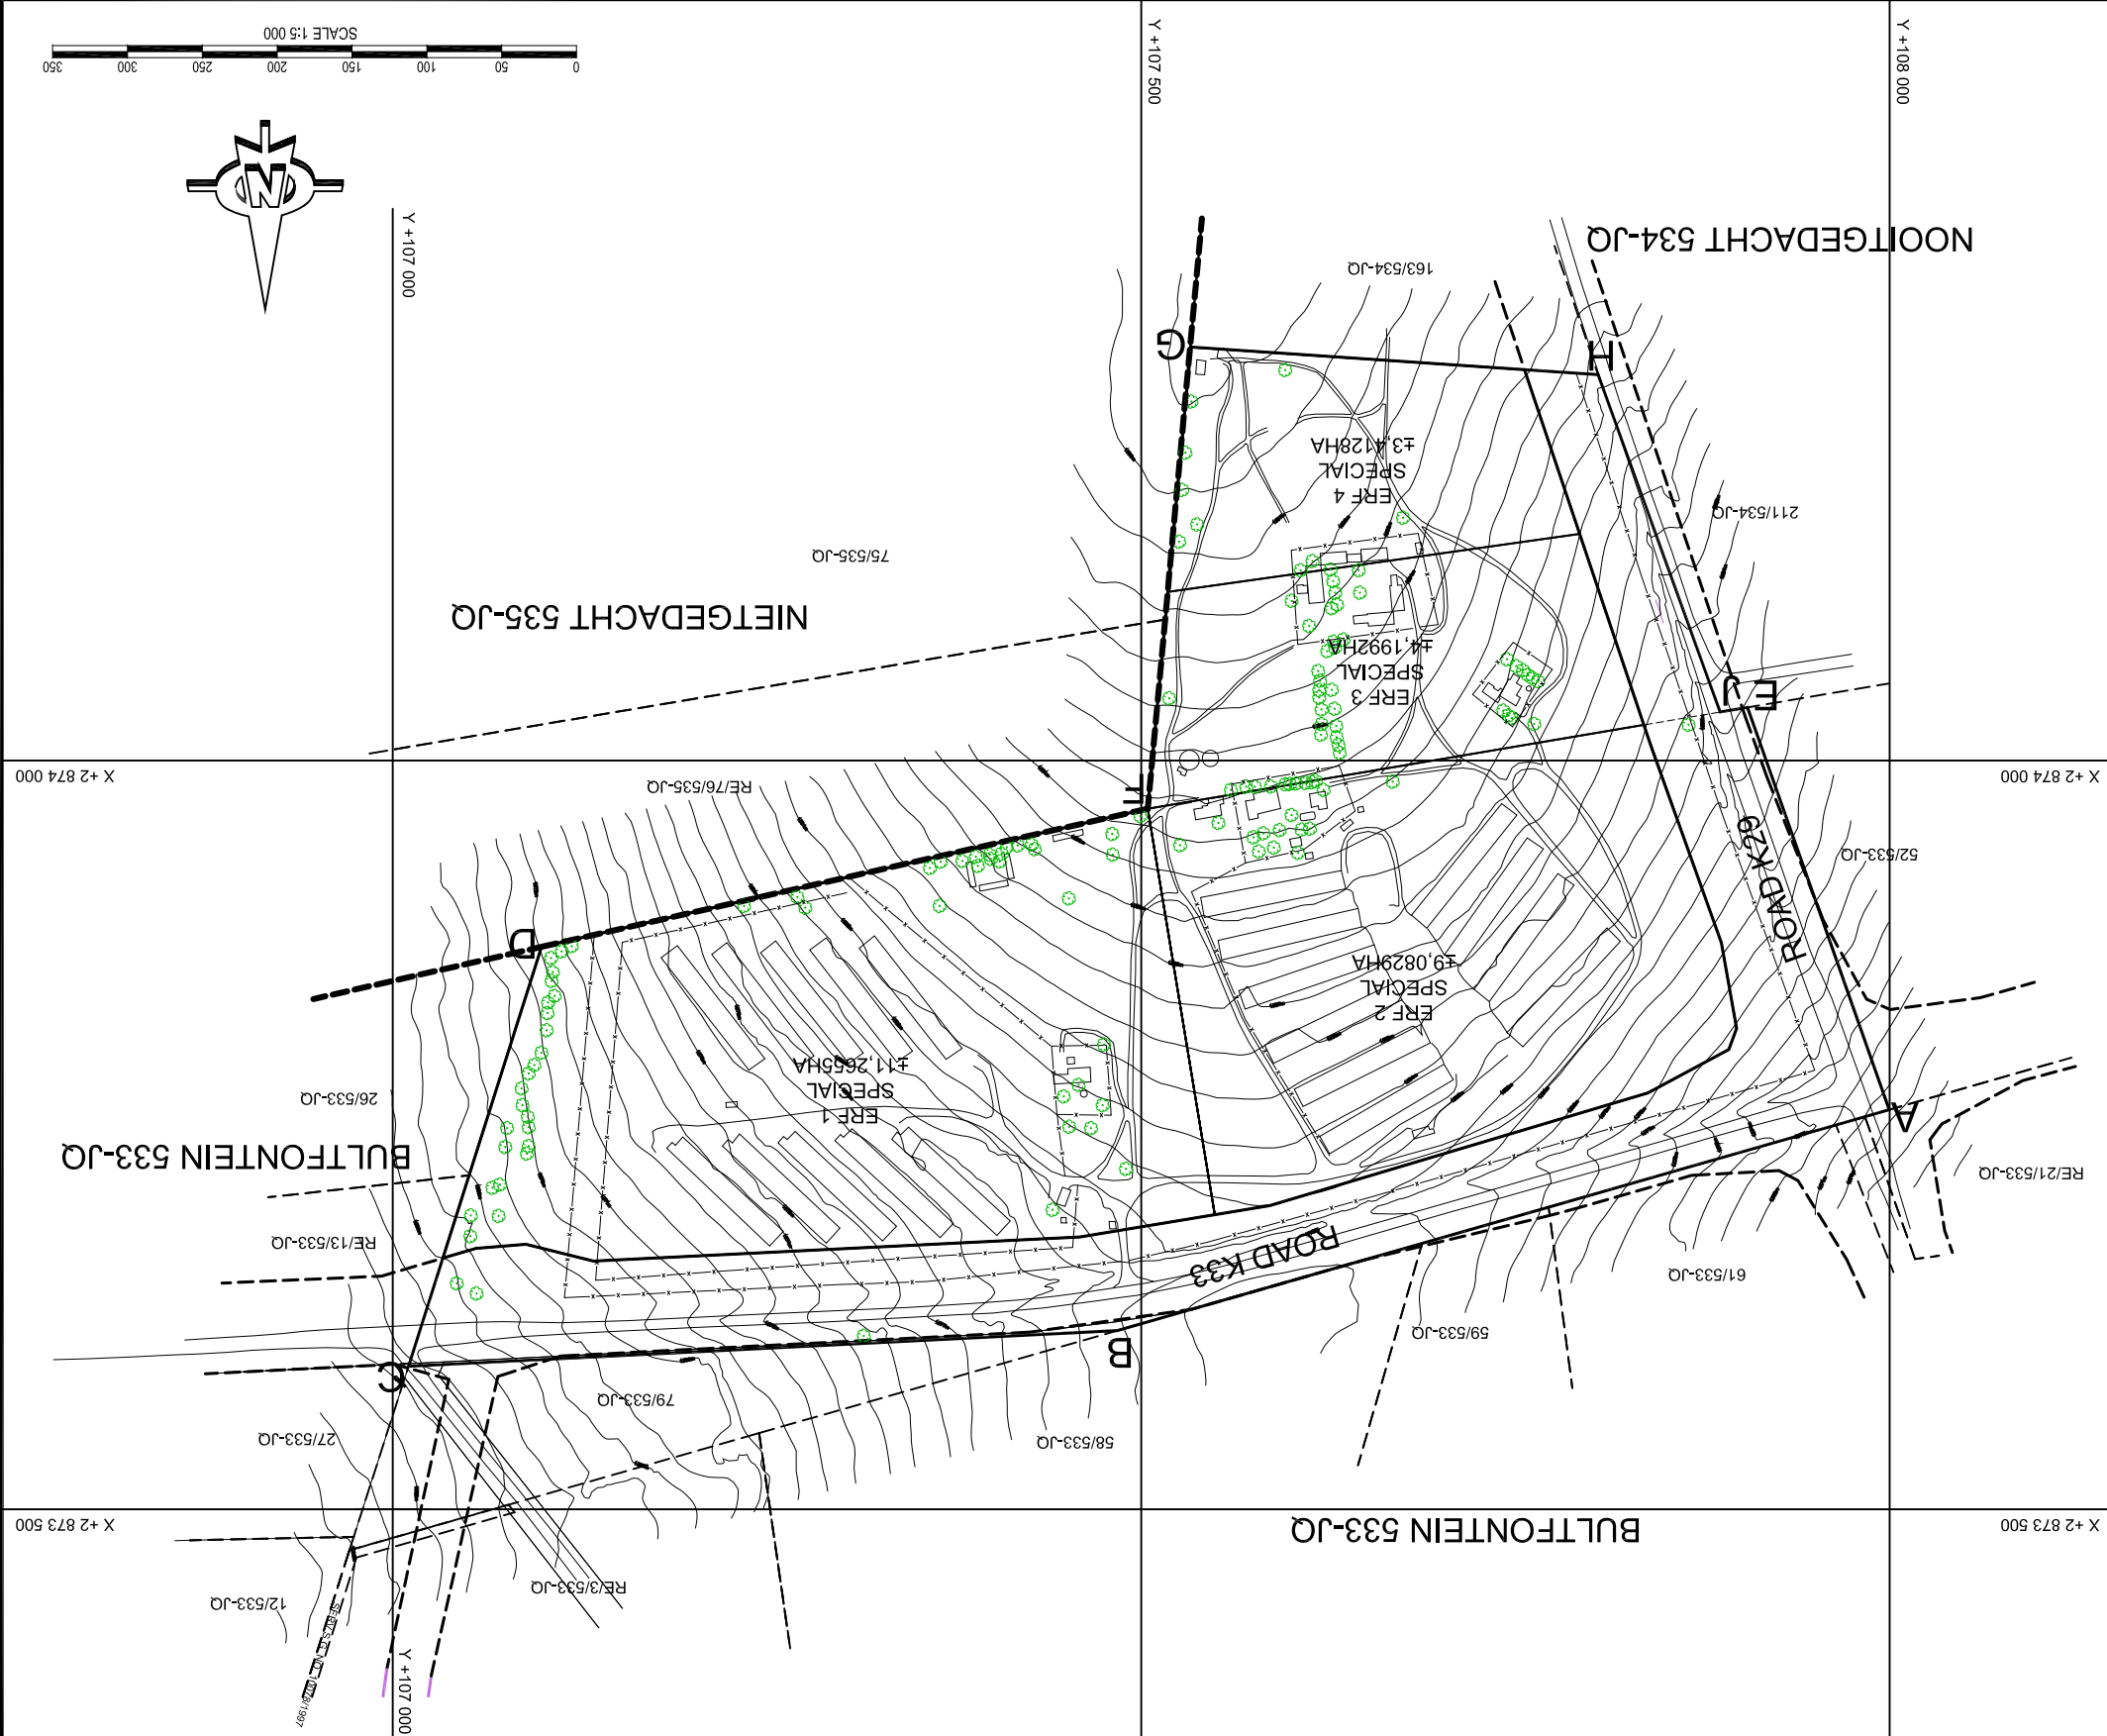 BULTFONTEIN 533-JQ
RE/3/533-JQ
12/533-JQ
SERV S.G. NO. 10078/1997
Y +107 000
X +2 873 500
X +2 873 500
27/533-JQ
79/533-JQ
58/533-JQ
59/533-JQ
61/533-JQ
RE/21/533-JQ
RE/13/533-JQ
26/533-JQ
BULTFONTEIN 533-JQ
C
B
A
ROAD K33
ERF 1
SPECIAL
±11,2655HA
ERF 2
SPECIAL
±9,0829HA
ROAD K29
52/533-JQ
D
F
E
J
RE/76/535-JQ
X +2 874 000
X +2 874 000
ERF 3
SPECIAL
±4,1992HA
NIETGEDACHT 535-JQ
75/535-JQ
211/534-JQ
ERF 4
SPECIAL
±3,4128HA
G
H
163/534-JQ
NOOITGEDACHT 534-JQ
Y +107 000
Y +107 500
Y +108 000
N
0 50 100 150 200 250 300 350
SCALE 1:5 000